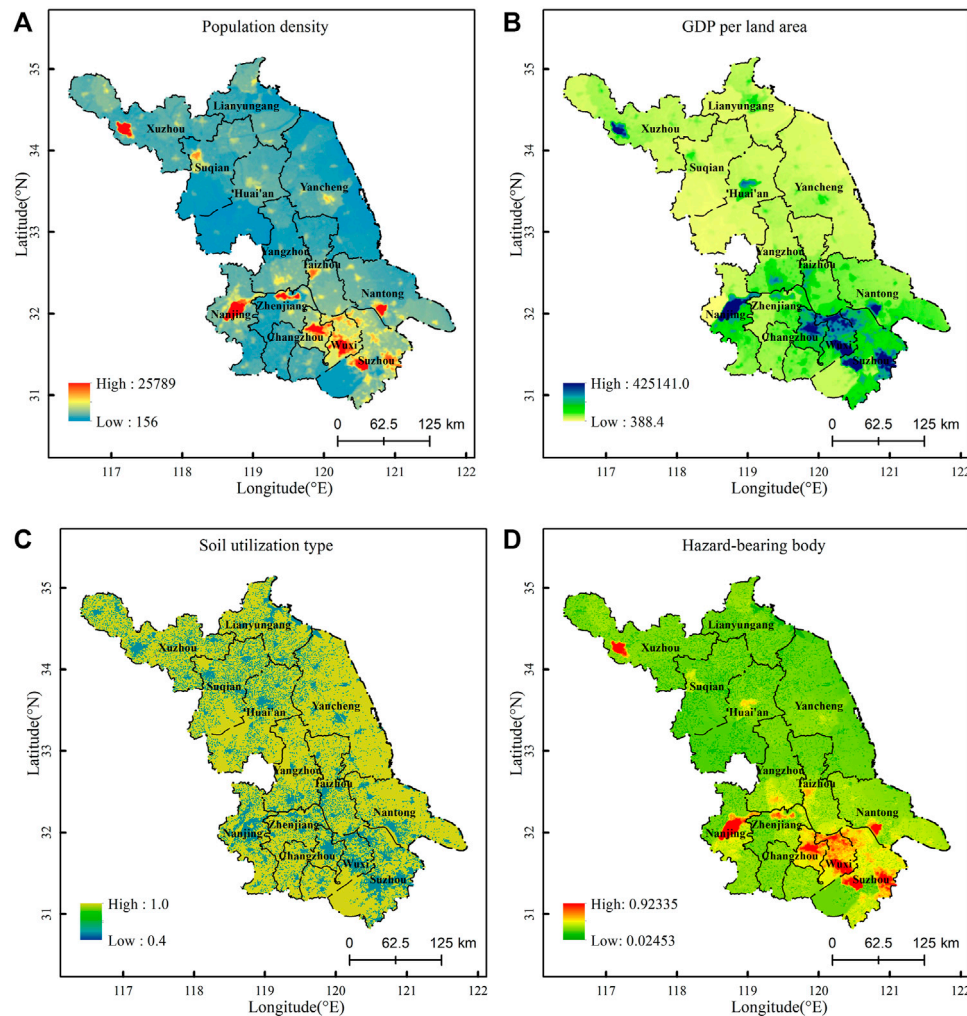 A
Population density
Latitude(°N)
35
34
33
32
31
Lianyungang
Xuzhou
Suqian
'Huai'an
Yancheng
Yangzhou
Taizhou
Nantong
Zhenjiang
Nanjing
Changzhou
Wuxi
Suzhou
High : 25789
Low : 156
0 62.5 125 km
117 118 119 120 121 122
Longitude(°E)
B
GDP per land area
Latitude(°N)
35
34
33
32
31
Lianyungang
Xuzhou
Suqian
'Huai'an
Yancheng
Yangzhou
Taizhou
Nantong
Zhenjiang
Nanjing
Changzhou
Wuxi
Suzhou
High : 425141.0
Low : 388.4
0 62.5 125 km
117 118 119 120 121 122
Longitude(°E)
C
Soil utilization type
Latitude(°N)
35
34
33
32
31
Lianyungang
Xuzhou
Suqian
'Huai'an
Yancheng
Yangzhou
Taizhou
Nantong
Zhenjiang
Nanjing
Changzhou
Wuxi
Suzhou
High : 1.0
Low : 0.4
0 62.5 125 km
117 118 119 120 121 122
Longitude(°E)
D
Hazard-bearing body
Latitude(°N)
35
34
33
32
31
Lianyungang
Xuzhou
Suqian
'Huai'an
Yancheng
Yangzhou
Taizhou
Nantong
Zhenjiang
Nanjing
Changzhou
Wuxi
Suzhou
High: 0.92335
Low: 0.02453
0 62.5 125 km
117 118 119 120 121 122
Longitude(°E)